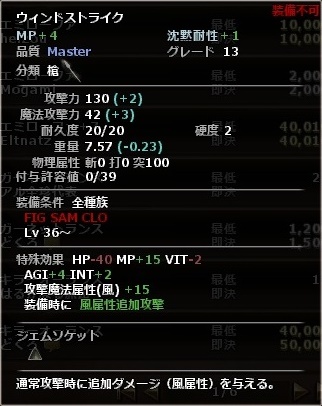 装備不可
ウィンドストライク
MP+4 沈黙耐性+1
品質 Master グレード 13
分類 槍
攻撃力 130 (+2)
魔法攻撃力 42 (+3)
耐久度 20/20 硬度 2
重量 7.57 (-0.23)
物理属性 斬0 打0 突100
付与許容値 0/39
装備条件 全種族
FIG SAM CLO
Lv 36～
特殊効果 HP-40 MP+15 VIT-2
AGI+4 INT+2
攻撃魔法属性(風) +15
装備時に 風属性追加攻撃
ジェムソケット
通常攻撃時に追加ダメージ（風属性）を与える。